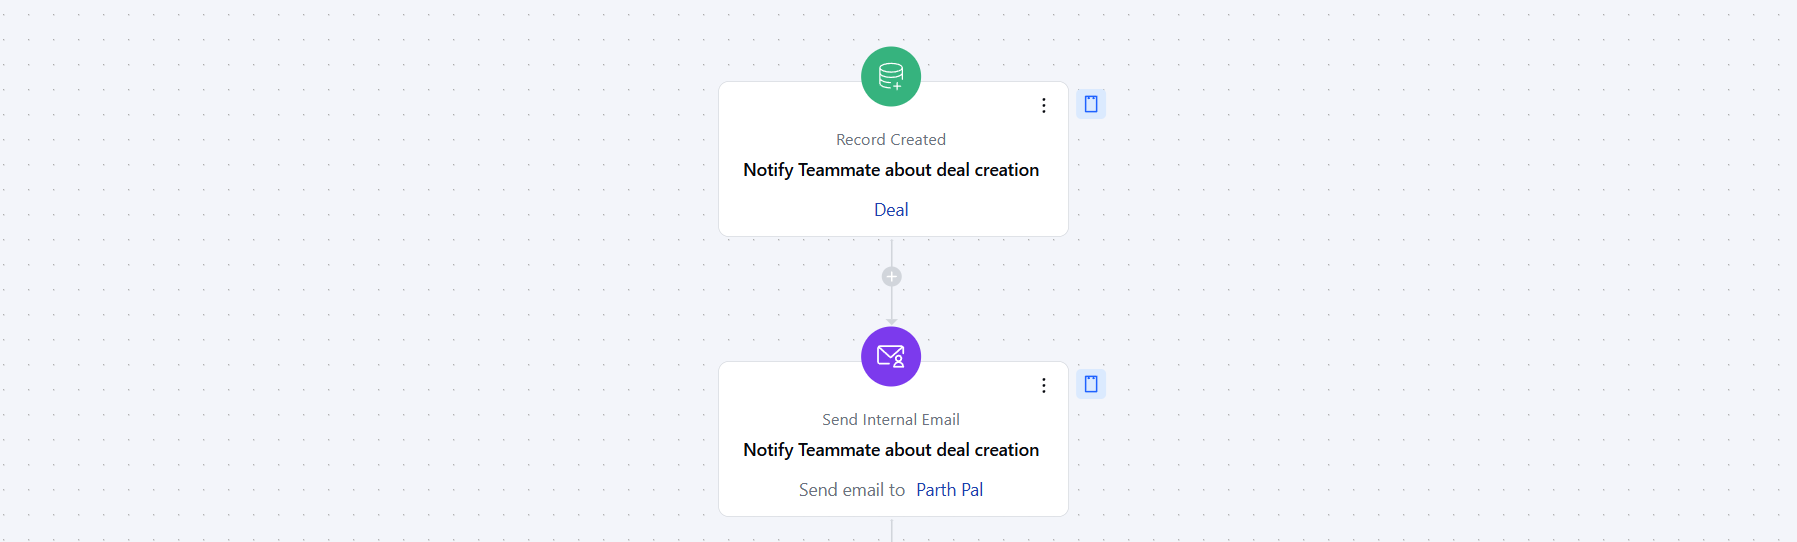 Record Created
Notify Teammate about deal creation
Deal
Send Internal Email
Notify Teammate about deal creation
Send email to Parth Pal